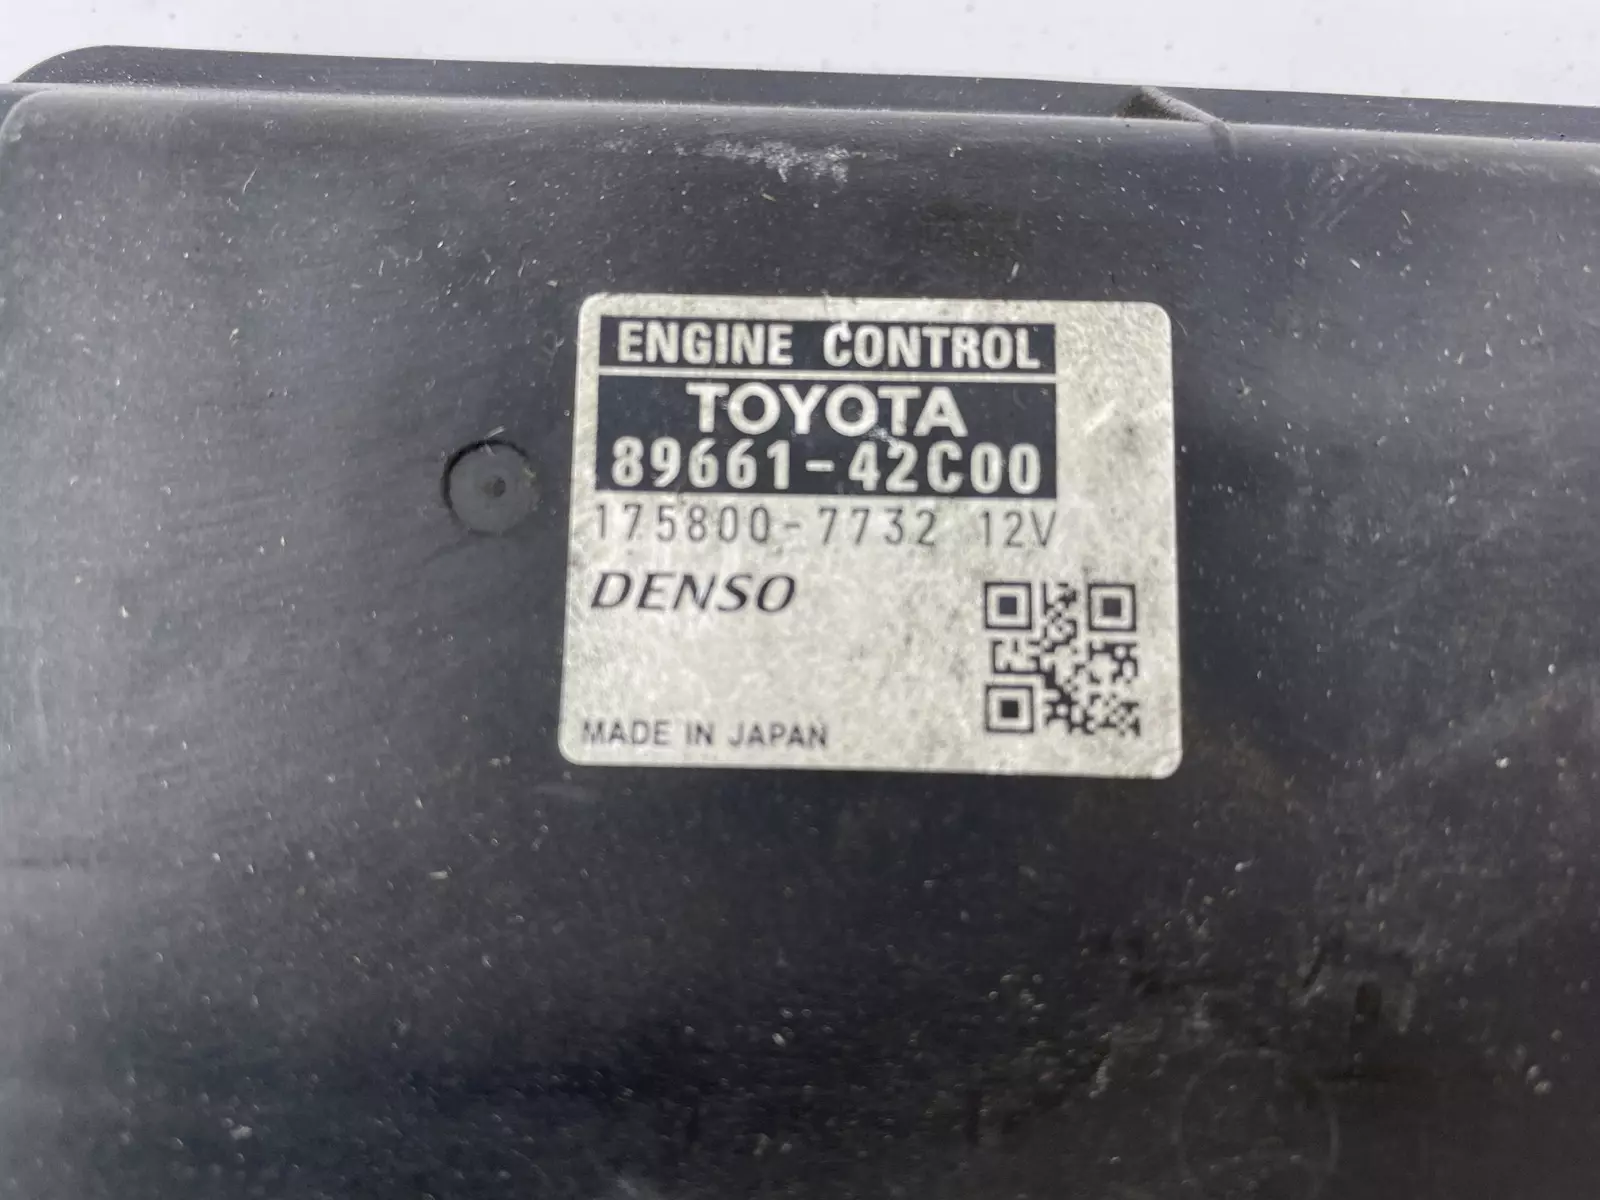 ENGINE CONTROL
TOYOTA
89661-42C00
175800-7732 12V
DENSO
MADE IN JAPAN